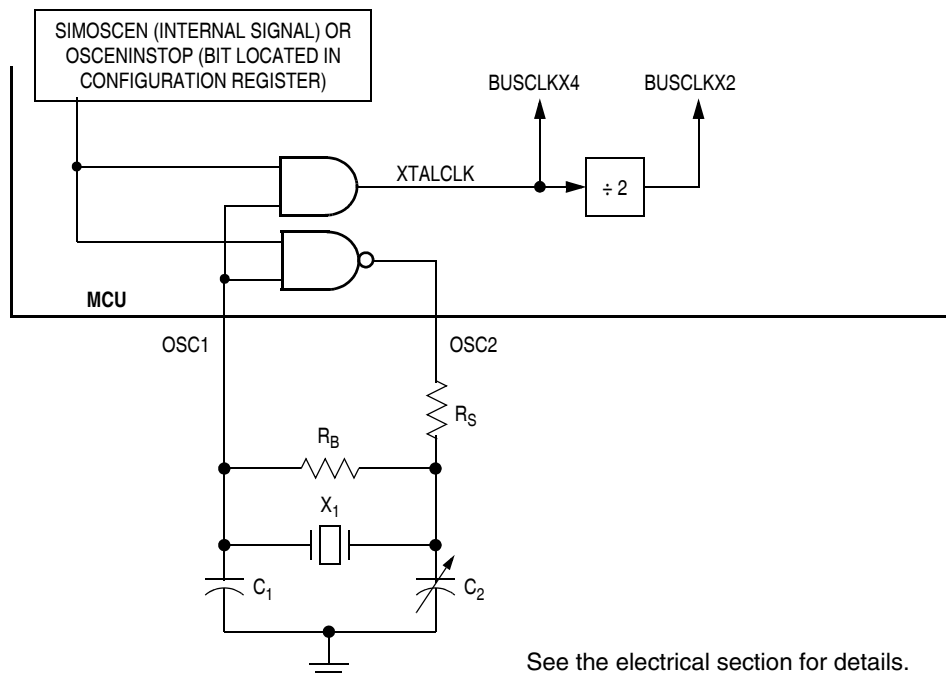 SIMOSCEN (INTERNAL SIGNAL) OR
OSCENINSTOP (BIT LOCATED IN
CONFIGURATION REGISTER)
BUSCLKX4
BUSCLKX2
XTALCLK
÷ 2
MCU
OSC1
OSC2
RS
RB
X1
C1
C2
See the electrical section for details.